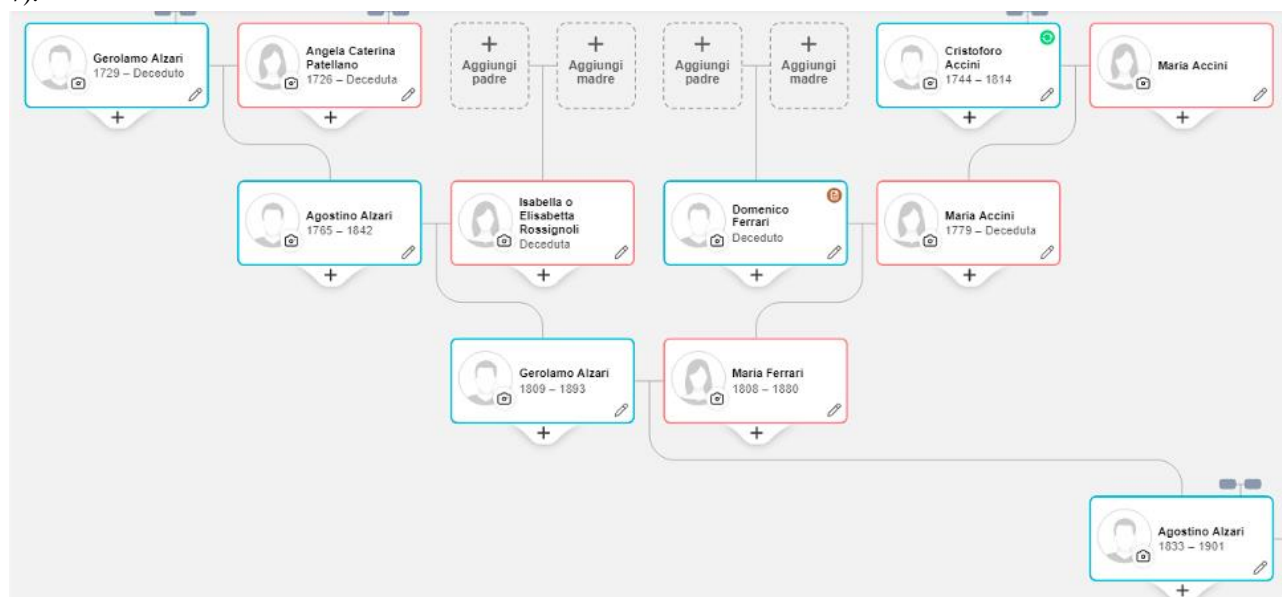 Gerolamo Alzari
1729 – Deceduto
Angela Caterina
Patellano
1726 – Deceduta
+
Aggiungi
padre
+
Aggiungi
madre
+
Aggiungi
padre
+
Aggiungi
madre
Cristoforo
Accini
1744 – 1814
Maria Accini
Agostino Alzari
1765 – 1842
Isabella o
Elisabetta
Rossignoli
Deceduta
Domenico
Ferrari
Deceduto
Maria Accini
1779 – Deceduta
Gerolamo Alzari
1809 – 1893
Maria Ferrari
1808 – 1880
Agostino Alzari
1833 – 1901